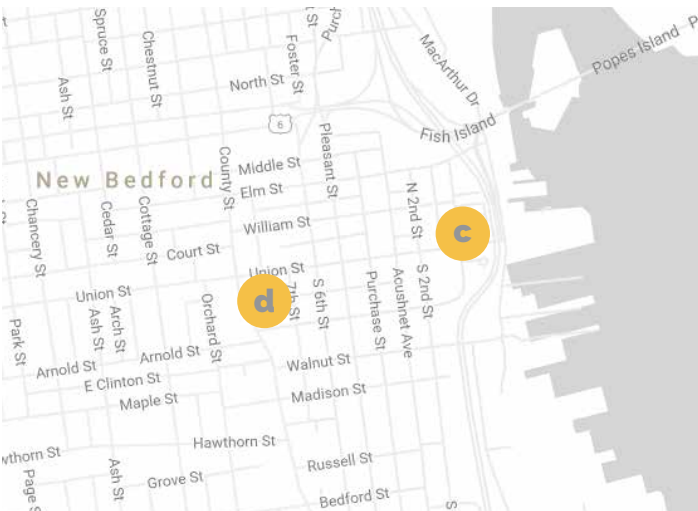 Spruce St
Chestnut St
Foster St
MacArthur Dr
Popes Island
Ash St
North St
6
Fish Island
Pleasant St
New Bedford
County St
Middle St
Elm St
Chancery St
Cedar St
Cottage St
William St
N 2nd St
c
Court St
Union St
Union St
d
7th St
S 6th St
Purchase St
Acushnet Ave
S 2nd St
Park St
Ash St
Arch St
Orchard St
Arnold St
Arnold St
E Clinton St
Maple St
Walnut St
Madison St
Hawthorn St
wthorn St
Page S
Ash St
Grove St
Russell St
Bedford St
S